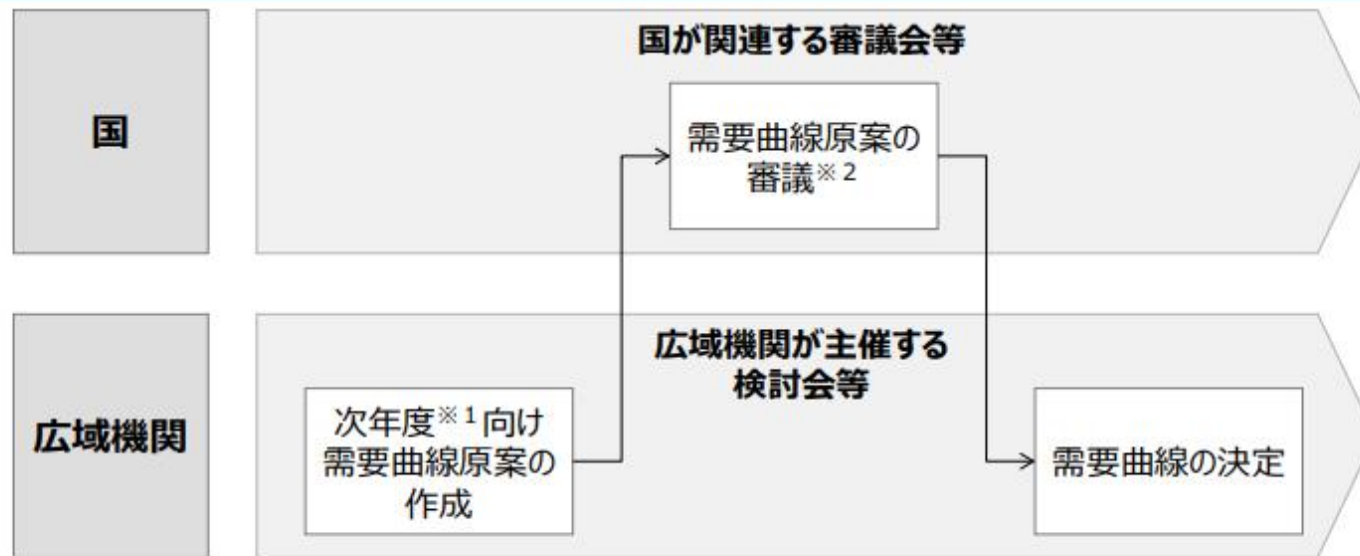 国
国が関連する審議会等
需要曲線原案の
審議※2
広域機関
広域機関が主催する
検討会等
次年度※1向け
需要曲線原案の
作成
需要曲線の決定